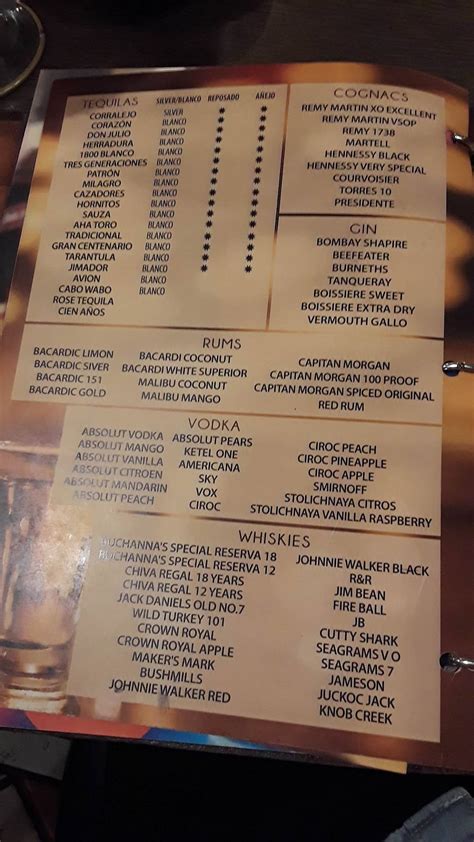 TEQUILAS SILVER/BLANCO REPOSADO AÑEJO
CORRALEJO SILVER * *
CORAZÓN BLANCO * *
DON JULIO BLANCO * *
HERRADURA BLANCO * *
1800 BLANCO BLANCO * *
TRES GENERACIONES BLANCO * *
PATRÓN BLANCO * *
MILAGRO BLANCO * *
CAZADORES BLANCO * *
HORNITOS BLANCO * *
SAUZA BLANCO * *
AHA TORO BLANCO * *
TRADICIONAL BLANCO * *
GRAN CENTENARIO BLANCO * *
TARANTULA BLANCO * *
JIMADOR BLANCO * *
AVION BLANCO
CABO WABO BLANCO
ROSE TEQUILA
CIEN AÑOS
COGNACS
REMY MARTIN XO EXCELLENT
REMY MARTIN VSOP
REMY 1738
MARTELL
HENNESSY BLACK
HENNESSY VERY SPECIAL
COURVOISIER
TORRES 10
PRESIDENTE
GIN
BOMBAY SHAPIRE
BEEFEATER
BURNETHS
TANQUERAY
BOISSIERE SWEET
BOISSIERE EXTRA DRY
VERMOUTH GALLO
RUMS
BACARDIC LIMON
BACARDIC SIVER
BACARDIC 151
BACARDIC GOLD
BACARDI COCONUT
BACARDI WHITE SUPERIOR
MALIBU COCONUT
MALIBU MANGO
CAPITAN MORGAN
CAPITAN MORGAN 100 PROOF
CAPITAN MORGAN SPICED ORIGINAL
RED RUM
VODKA
ABSOLUT VODKA
ABSOLUT MANGO
ABSOLUT VANILLA
ABSOLUT CITROEN
ABSOLUT MANDARIN
ABSOLUT PEACH
ABSOLUT PEARS
KETEL ONE
AMERICANA
SKY
VOX
CIROC
CIROC PEACH
CIROC PINEAPPLE
CIROC APPLE
SMIRNOFF
STOLICHNAYA CITROS
STOLICHNAYA VANILLA RASPBERRY
WHISKIES
BUCHANNA'S SPECIAL RESERVA 18
BUCHANNA'S SPECIAL RESERVA 12
CHIVA REGAL 18 YEARS
CHIVA REGAL 12 YEARS
JACK DANIELS OLD NO.7
WILD TURKEY 101
CROWN ROYAL
CROWN ROYAL APPLE
MAKER'S MARK
BUSHMILLS
JOHNNIE WALKER RED
JOHNNIE WALKER BLACK
R&R
JIM BEAN
FIRE BALL
JB
CUTTY SHARK
SEAGRAMS V O
SEAGRAMS 7
JAMESON
JUCKOC JACK
KNOB CREEK